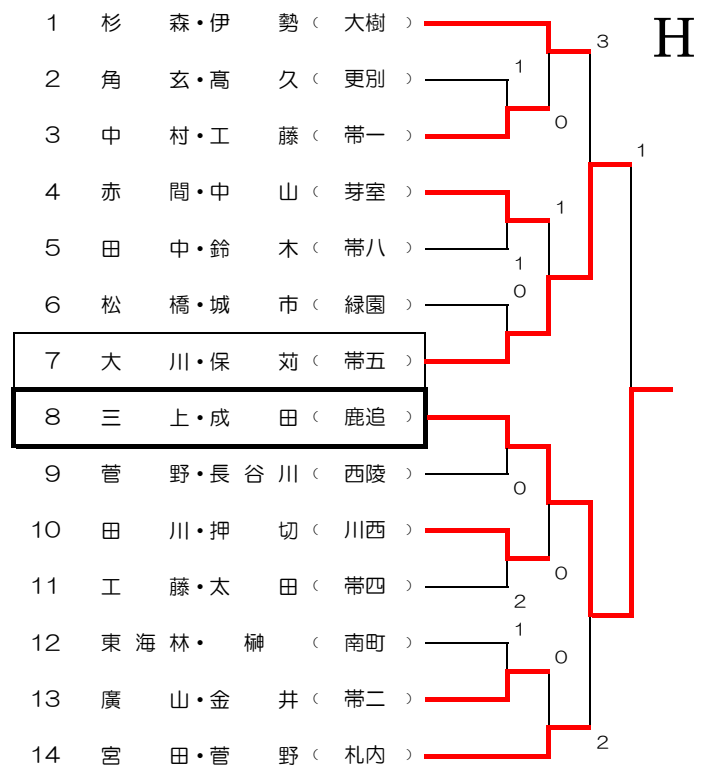 H
1 杉 森・伊 勢（ 大樹 ）
3
2 角 玄・髙 久（ 更別 ）
1
3 中 村・工 藤（ 帯一 ）
0
1
4 赤 間・中 山（ 芽室 ）
1
5 田 中・鈴 木（ 帯八 ）
1
6 松 橋・城 市（ 緑園 ）
0
7 大 川・保 苅（ 帯五 ）
8 三 上・成 田（ 鹿追 ）
9 菅 野・長 谷 川（ 西陵 ）
0
10 田 川・押 切（ 川西 ）
0
11 工 藤・太 田（ 帯四 ）
2
12 東 海 林・ 榊 （ 南町 ）
1
0
13 廣 山・金 井（ 帯二 ）
14 宮 田・菅 野（ 札内 ）
2